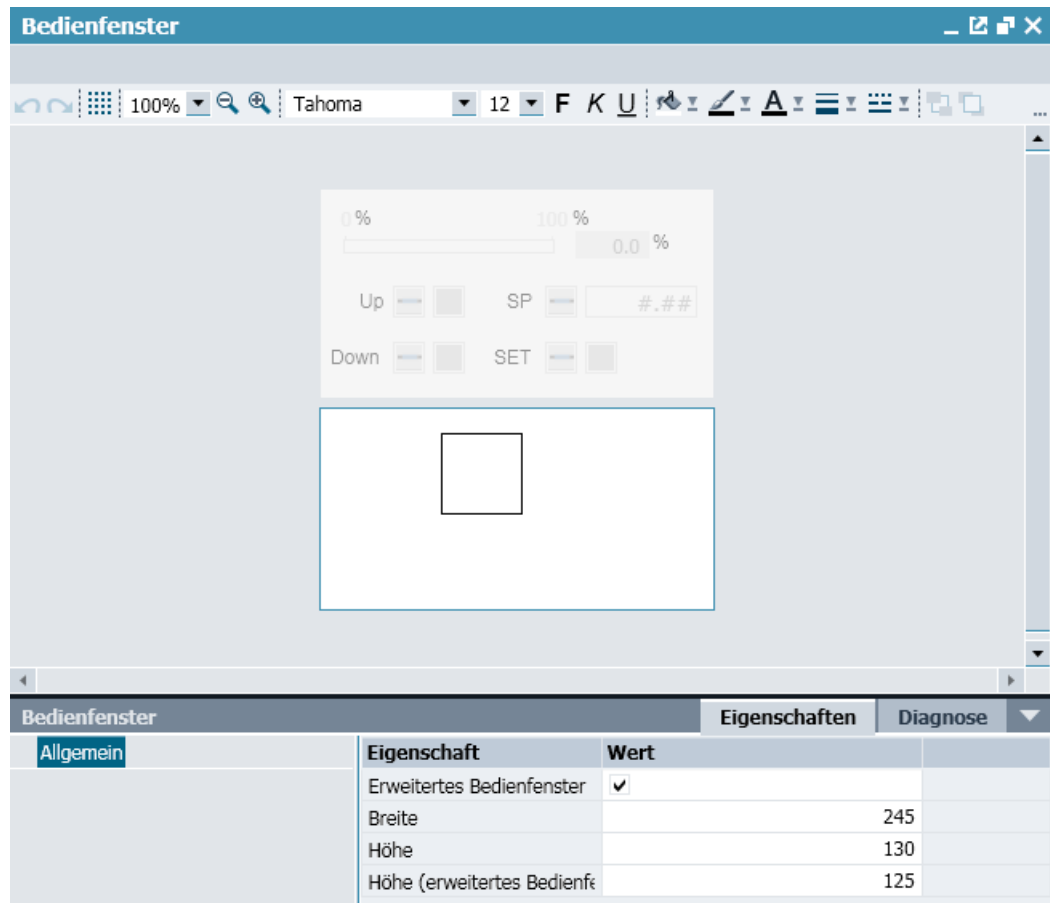 Bedienfenster
100% Tahoma 12 F K U A ...
0 % 100 %
0.0 %
Up SP #.##
Down SET
Bedienfenster Eigenschaften Diagnose
Allgemein Eigenschaft Wert
Erweitertes Bedienfenster
Breite 245
Höhe 130
Höhe (erweitertes Bedienfe 125